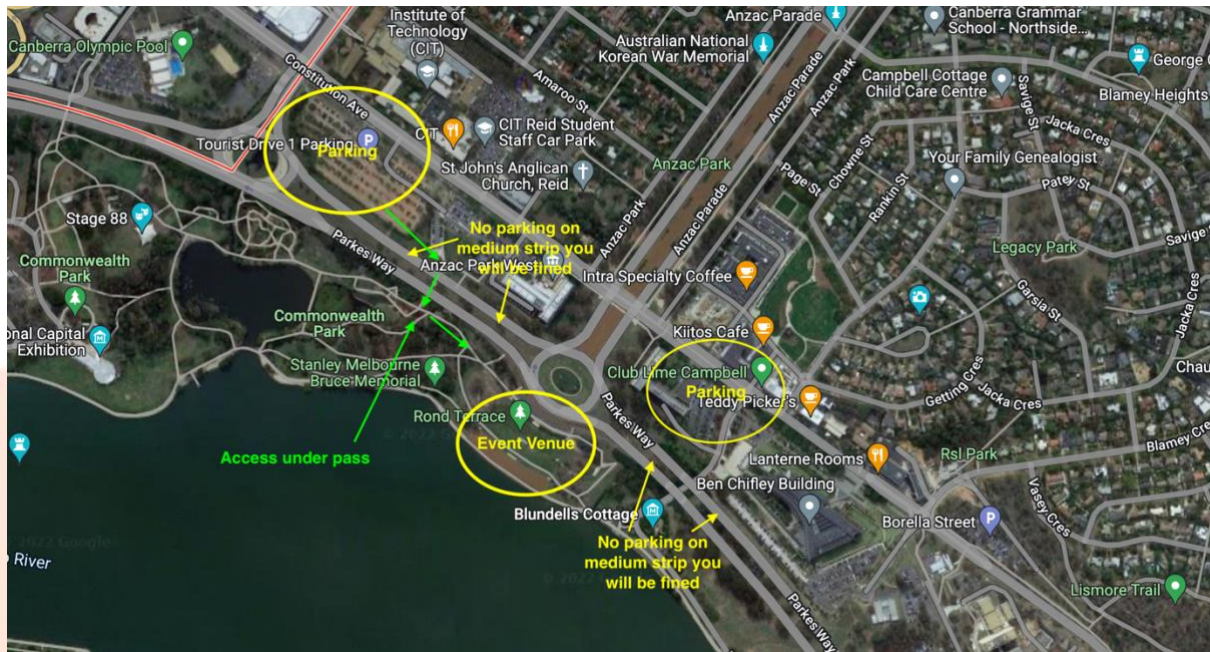 Canberra Olympic Pool
Institute of
Technology
(CIT)
Australian National
Korean War Memorial
Anzac Parade
Canberra Grammar
School - Northside...
George
Campbell Cottage
Child Care Centre
Blamey Heights
Constitution Ave
Amaroo St
Anzac Parade
Anzac Park
Savige St
Jacka Cres
Tourist Drive 1 Parking
P
Parking
CIT
CIT Reid Student
Staff Car Park
St John's Anglican
Church, Reid
Anzac Park
Page St
Chowne St
Rankin St
Your Family Genealogist
Patey St
Stage 88
Commonwealth
Park
Parkes Way
No parking on
medium strip you
will be fined
Anzac Park West
Anzac Park
Anzac Parade
Intra Specialty Coffee
Legacy Park
Savige St
Garsia St
Jacka Cres
onal Capital
Exhibition
Commonwealth
Park
Stanley Melbourne
Bruce Memorial
Kiitos Cafe
Club Lime Campbell
Parking
Teddy Picker's
Getting Cres
Jacka Cres
Chau
Rond Terrace
Event Venue
Parkes Way
Blamey Cres
Access under pass
Lanterne Rooms
Rsl Park
Ben Chifley Building
Vasey Cres
Blundells Cottage
Borella Street
P
No parking on
medium strip you
will be fined
2022 Google
River
Parkes Way
Lismore Trail